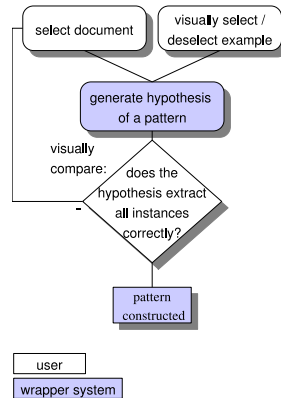 select document
visually select /
deselect example
generate hypothesis
of a pattern
visually
compare:
does the
hypothesis extract
all instances
correctly?
-
pattern
constructed
user
wrapper system